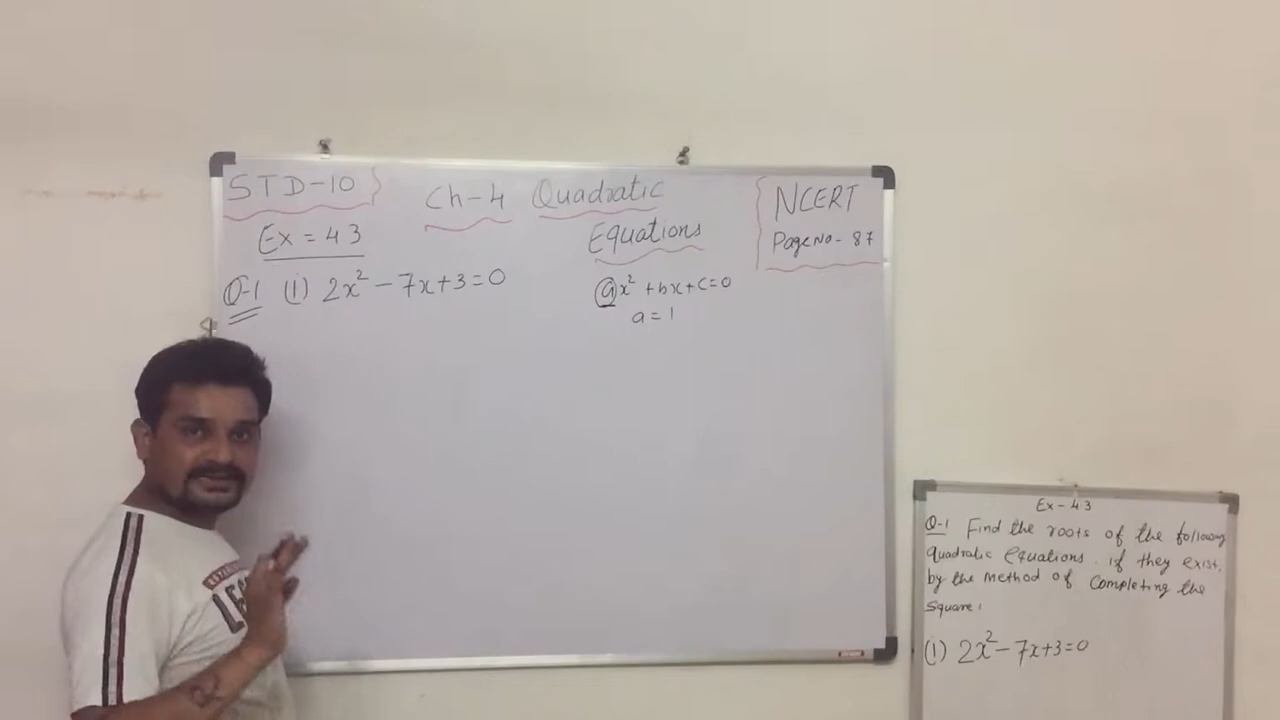 STD-10
Ch-4 Quadratic
Equations
NCERT
Page No - 87
Ex = 4 3
Q-1 (i) 2x² - 7x+3=0
ax² +bx+c=0
a = 1
Ex-4 3
Q-1 Find the roots of the following
quadratic equations. if they exist,
by the method of Completing the
Square.
(i) 2x² - 7x+3=0